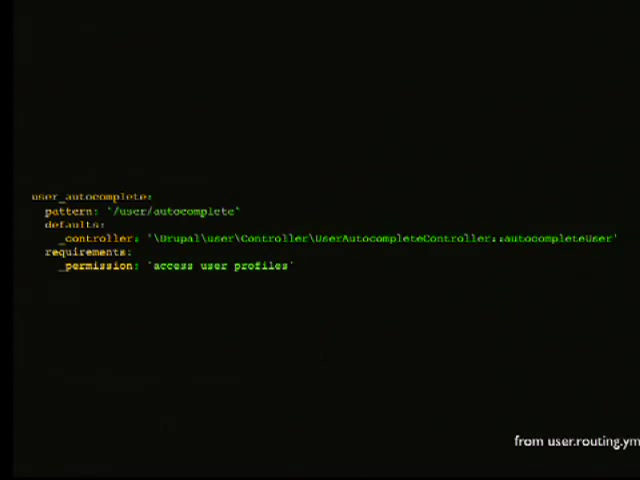 user_autocomplete:
pattern: '/user/autocomplete'
defaults:
_controller: '\Drupal\user\Controller\UserAutocompleteController::autocompleteUser'
requirements:
_permission: 'access user profiles'
from user.routing.ym